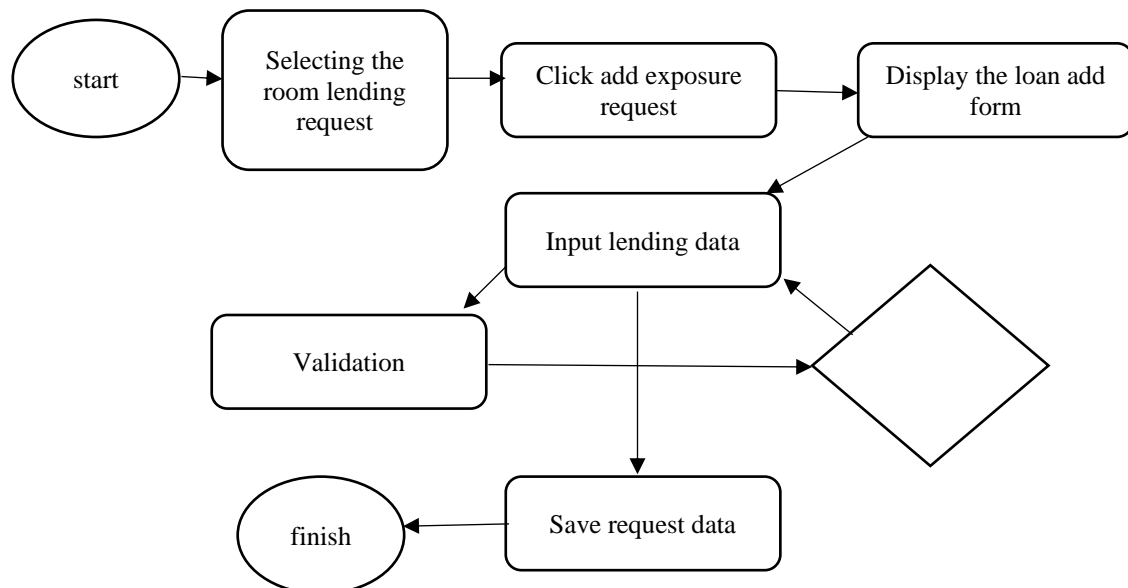 start
Selecting the
room lending
request
Click add exposure
request
Display the loan add
form
Input lending data
Validation
Save request data
finish